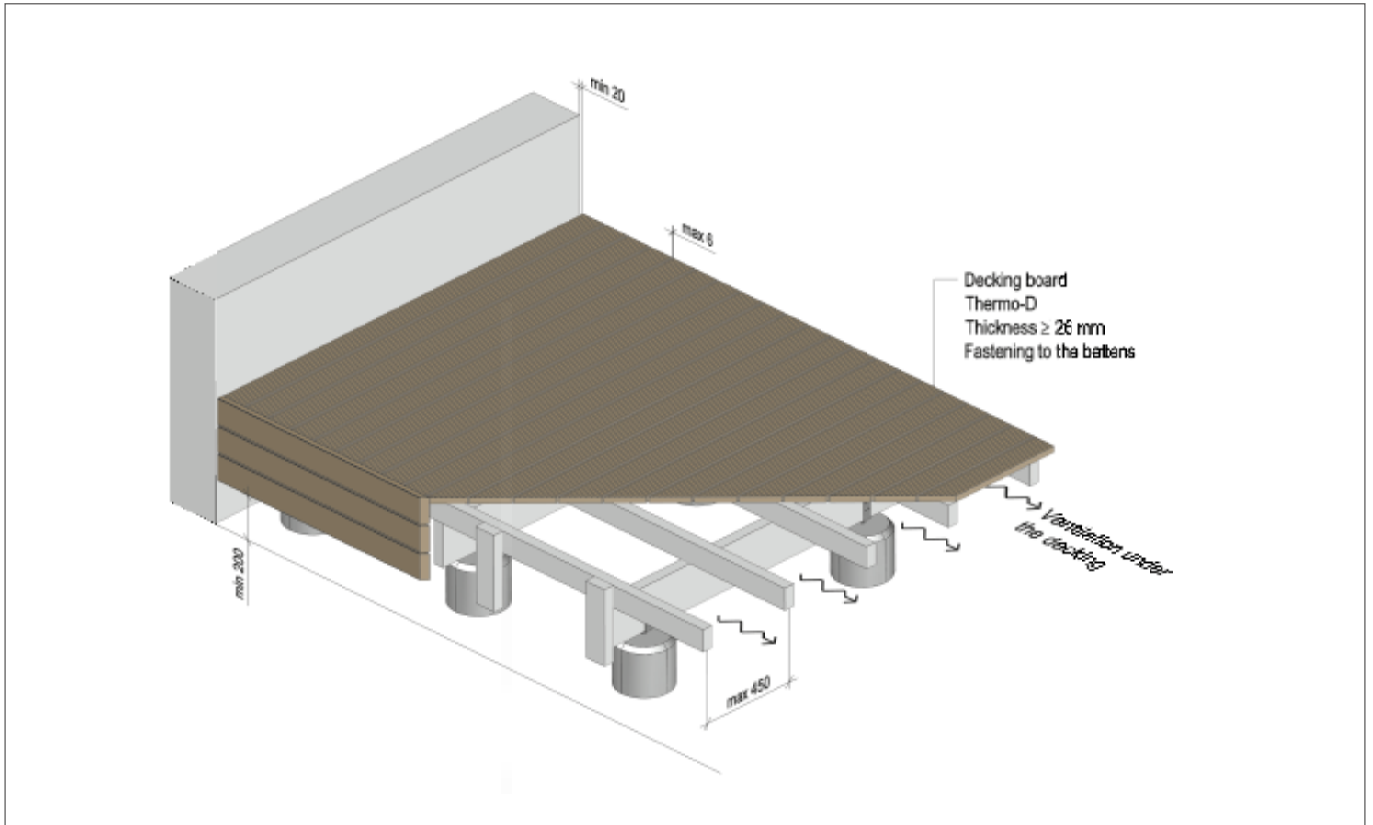 min 20
max 6
Decking board
Thermo-D
Thickness ≥ 26 mm
Fastening to the battens
Ventilation under
the decking
min 200
max 450